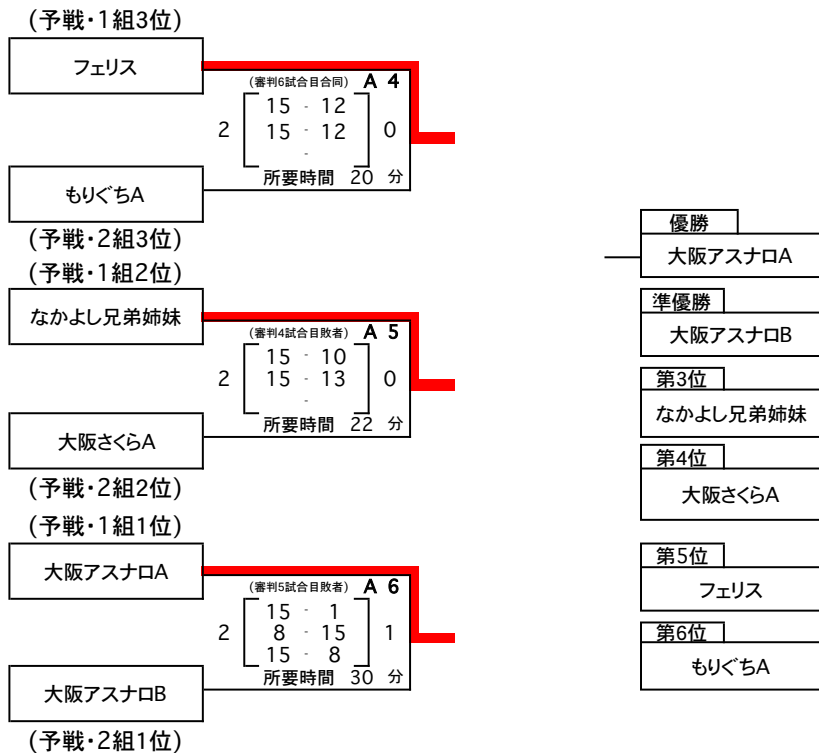 (予戦・1組3位)
フェリス
(審判6試合目合同) A 4
2 15 - 12 0
15 - 12
-
所要時間 20 分
もりぐちA
(予戦・2組3位)
(予戦・1組2位)
なかよし兄弟姉妹
(審判4試合目敗者) A 5
2 15 - 10 0
15 - 13
-
所要時間 22 分
大阪さくらA
(予戦・2組2位)
(予戦・1組1位)
大阪アスナロA
(審判5試合目敗者) A 6
15 - 1
2 8 - 15 1
15 - 8
所要時間 30 分
大阪アスナロB
(予戦・2組1位)
優勝
大阪アスナロA
準優勝
大阪アスナロB
第3位
なかよし兄弟姉妹
第4位
大阪さくらA
第5位
フェリス
第6位
もりぐちA